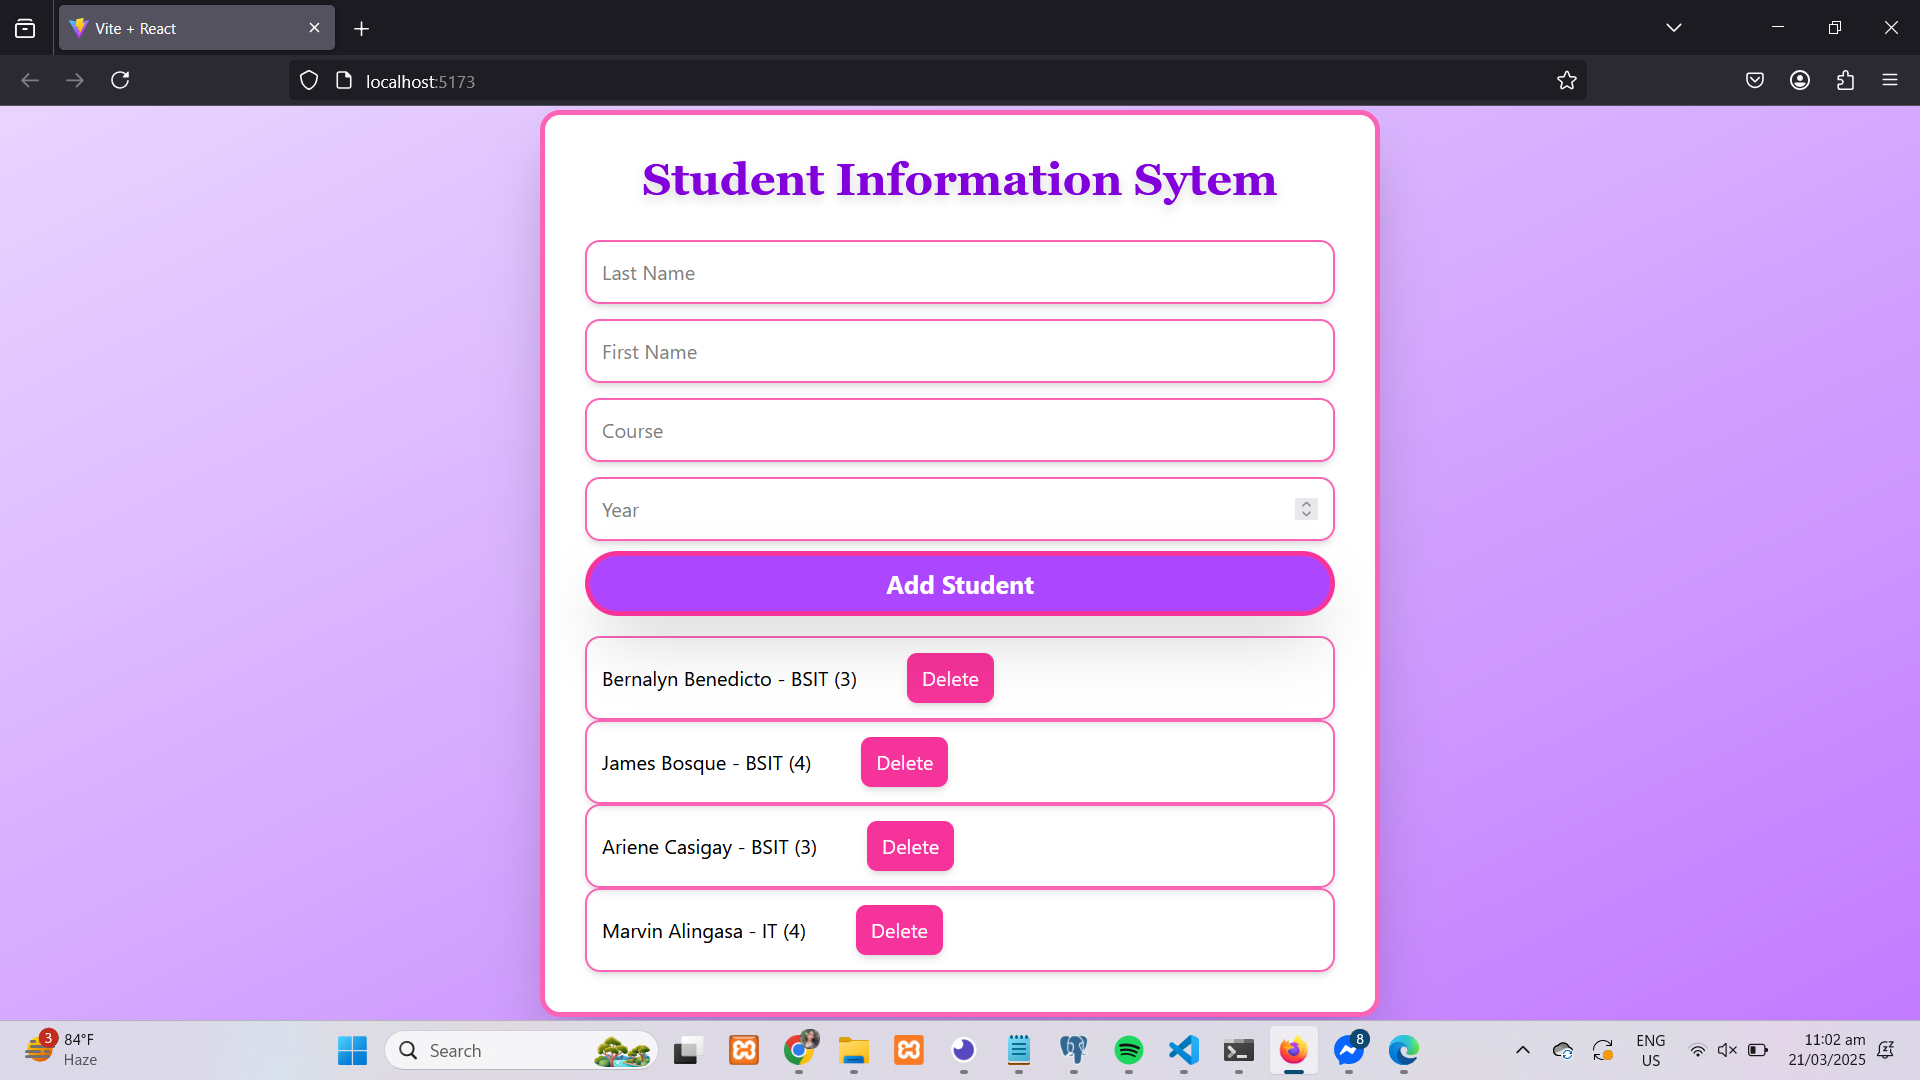 Vite + React
localhost:5173
Student Information Sytem
Last Name
First Name
Course
Year
Add Student
Bernalyn Benedicto - BSIT (3) Delete
James Bosque - BSIT (4) Delete
Ariene Casigay - BSIT (3) Delete
Marvin Alingasa - IT (4) Delete
3 84°F
Haze
Search
8
ENG
US
11:02 am
21/03/2025